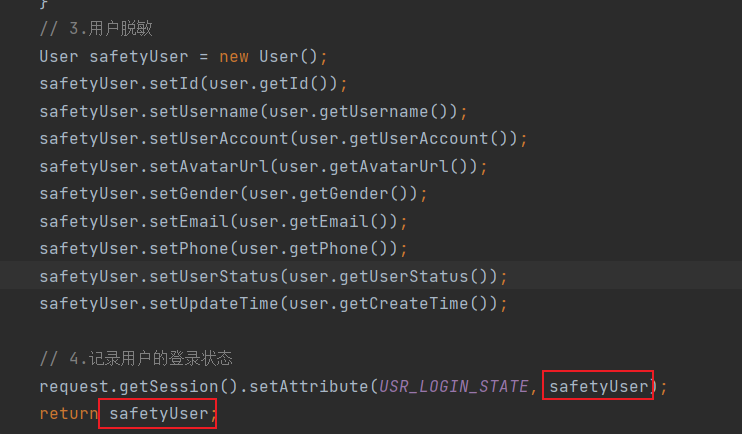 }
// 3.用户脱敏
User safetyUser = new User();
safetyUser.setId(user.getId());
safetyUser.setUsername(user.getUsername());
safetyUser.setUserAccount(user.getUserAccount());
safetyUser.setAvatarUrl(user.getAvatarUrl());
safetyUser.setGender(user.getGender());
safetyUser.setEmail(user.getEmail());
safetyUser.setPhone(user.getPhone());
safetyUser.setUserStatus(user.getUserStatus());
safetyUser.setUpdateTime(user.getCreateTime());
// 4.记录用户的登录状态
request.getSession().setAttribute(USR_LOGIN_STATE, safetyUser);
return safetyUser;